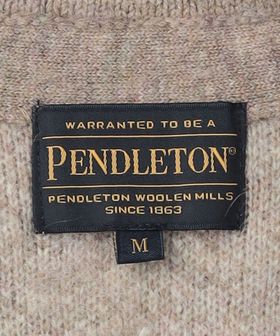 WARRANTED TO BE A
PENDLETON®
PENDLETON WOOLEN MILLS
SINCE 1863
M